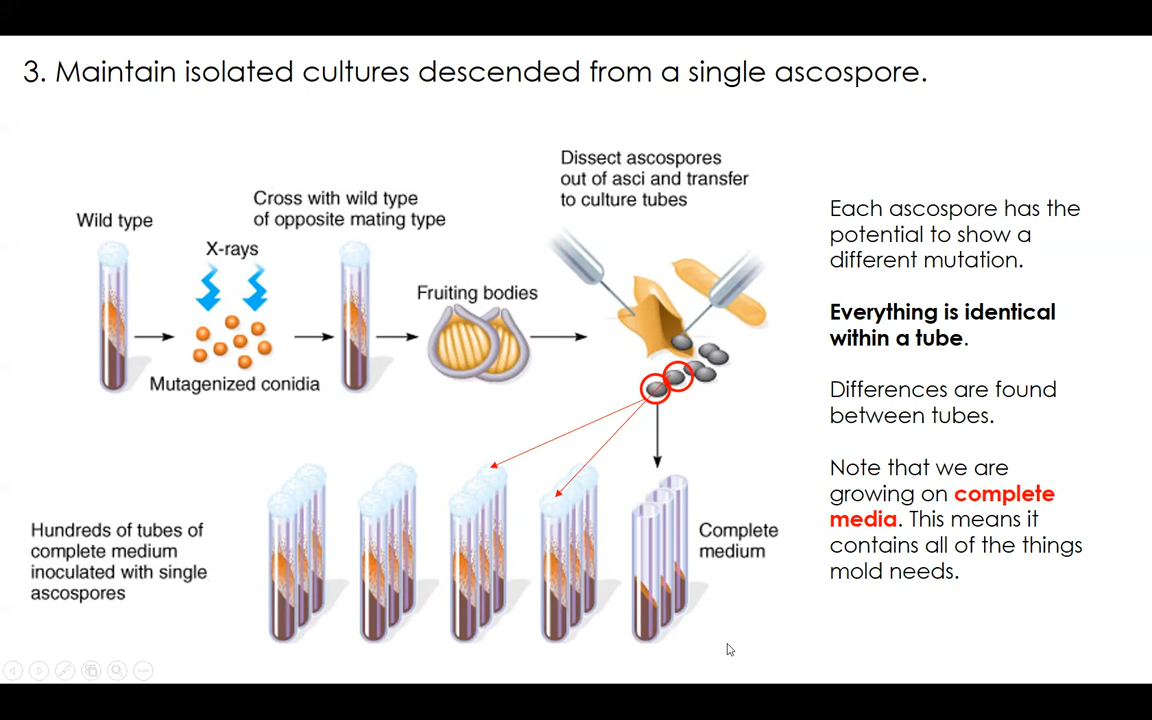 3. Maintain isolated cultures descended from a single ascospore.
Wild type
X-rays
Mutagenized conidia
Cross with wild type
of opposite mating type
Fruiting bodies
Dissect ascospores
out of asci and transfer
to culture tubes
Hundreds of tubes of
complete medium
inoculated with single
ascospores
Complete
medium
Each ascospore has the
potential to show a
different mutation.
Everything is identical
within a tube.
Differences are found
between tubes.
Note that we are
growing on complete
media. This means it
contains all of the things
mold needs.